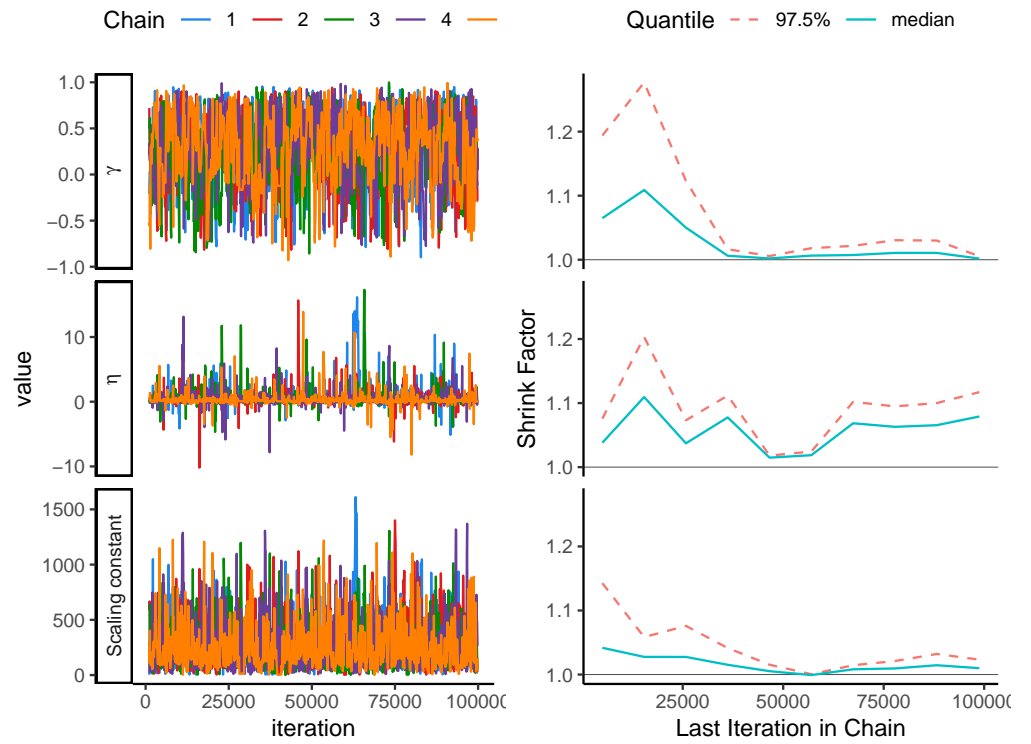 Chain 1 2 3 4
Quantile 97.5% median
value
γ
1.0
0.5
0.0
−0.5
−1.0
η
10
0
−10
Scaling constant
1500
1000
500
0
0 25000 50000 75000 10000
iteration
Shrink Factor
1.2
1.1
1.0
1.2
1.1
1.0
1.2
1.1
1.0
25000 50000 75000 100000
Last Iteration in Chain